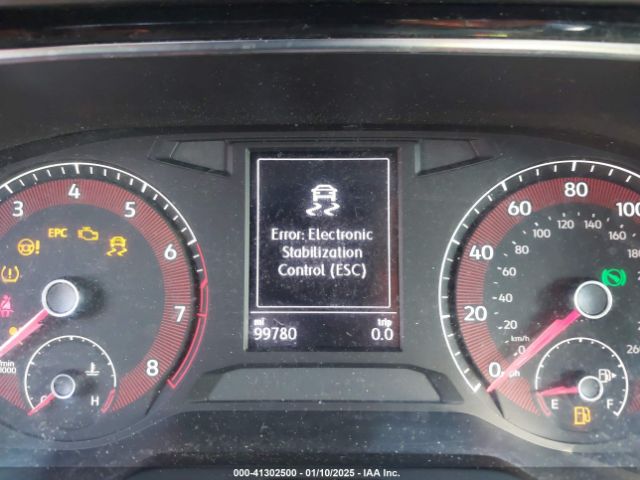 Error: Electronic
Stabilization
Control (ESC)
mi trip
99780 0.0
3 4 5 6 7 8
EPC
C H
0 20 40 60 80 100
0 20 40 60 80 100 120 140 160 180
km/h
E F
000-41302500 - 01/10/2025 - IAA Inc.